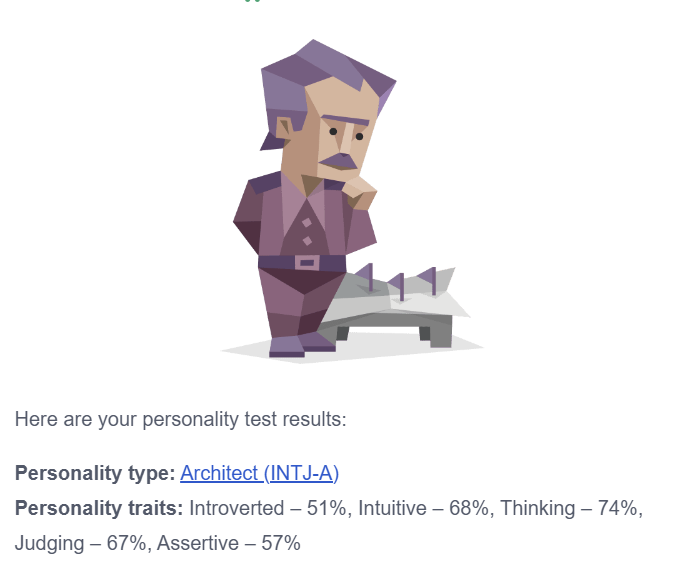 Here are your personality test results:
Personality type: Architect (INTJ-A)
Personality traits: Introverted – 51%, Intuitive – 68%, Thinking – 74%,
Judging – 67%, Assertive – 57%